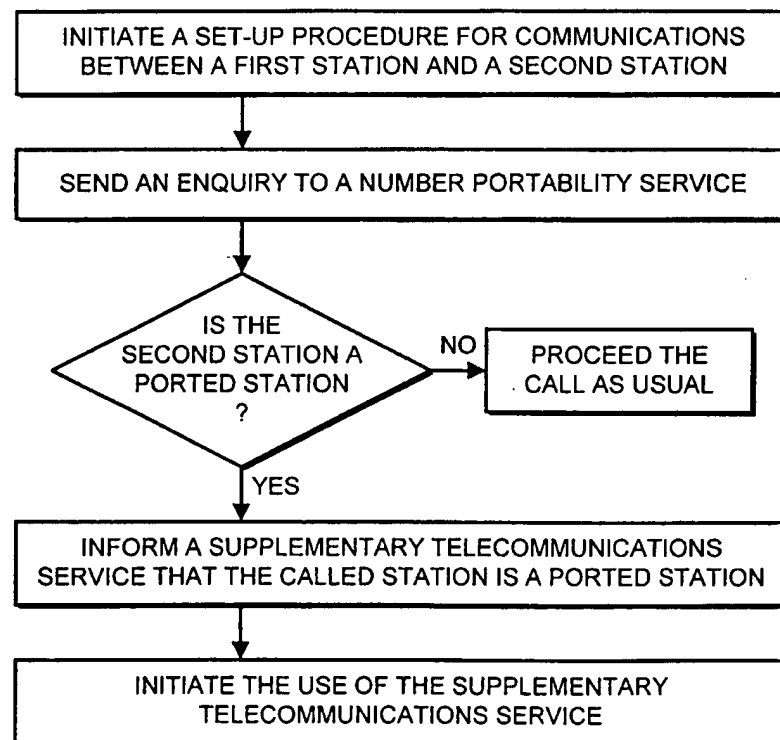 INITIATE A SET-UP PROCEDURE FOR COMMUNICATIONS
BETWEEN A FIRST STATION AND A SECOND STATION
SEND AN ENQUIRY TO A NUMBER PORTABILITY SERVICE
IS THE
SECOND STATION A
PORTED STATION
?
NO
PROCEED THE
CALL AS USUAL
YES
INFORM A SUPPLEMENTARY TELECOMMUNICATIONS
SERVICE THAT THE CALLED STATION IS A PORTED STATION
INITIATE THE USE OF THE SUPPLEMENTARY
TELECOMMUNICATIONS SERVICE